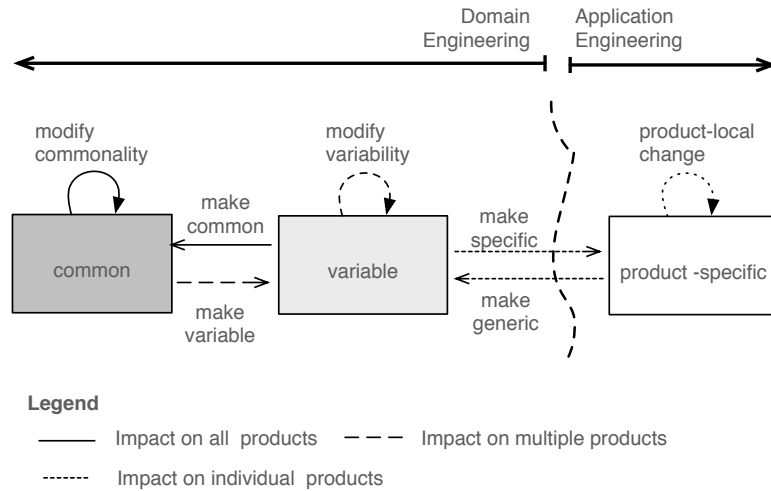 Domain
Engineering
Application
Engineering
modify
commonality
modify
variability
product-local
change
make
common
make
specific
common
variable
product -specific
make
variable
make
generic
Legend
Impact on all products
Impact on multiple products
Impact on individual products